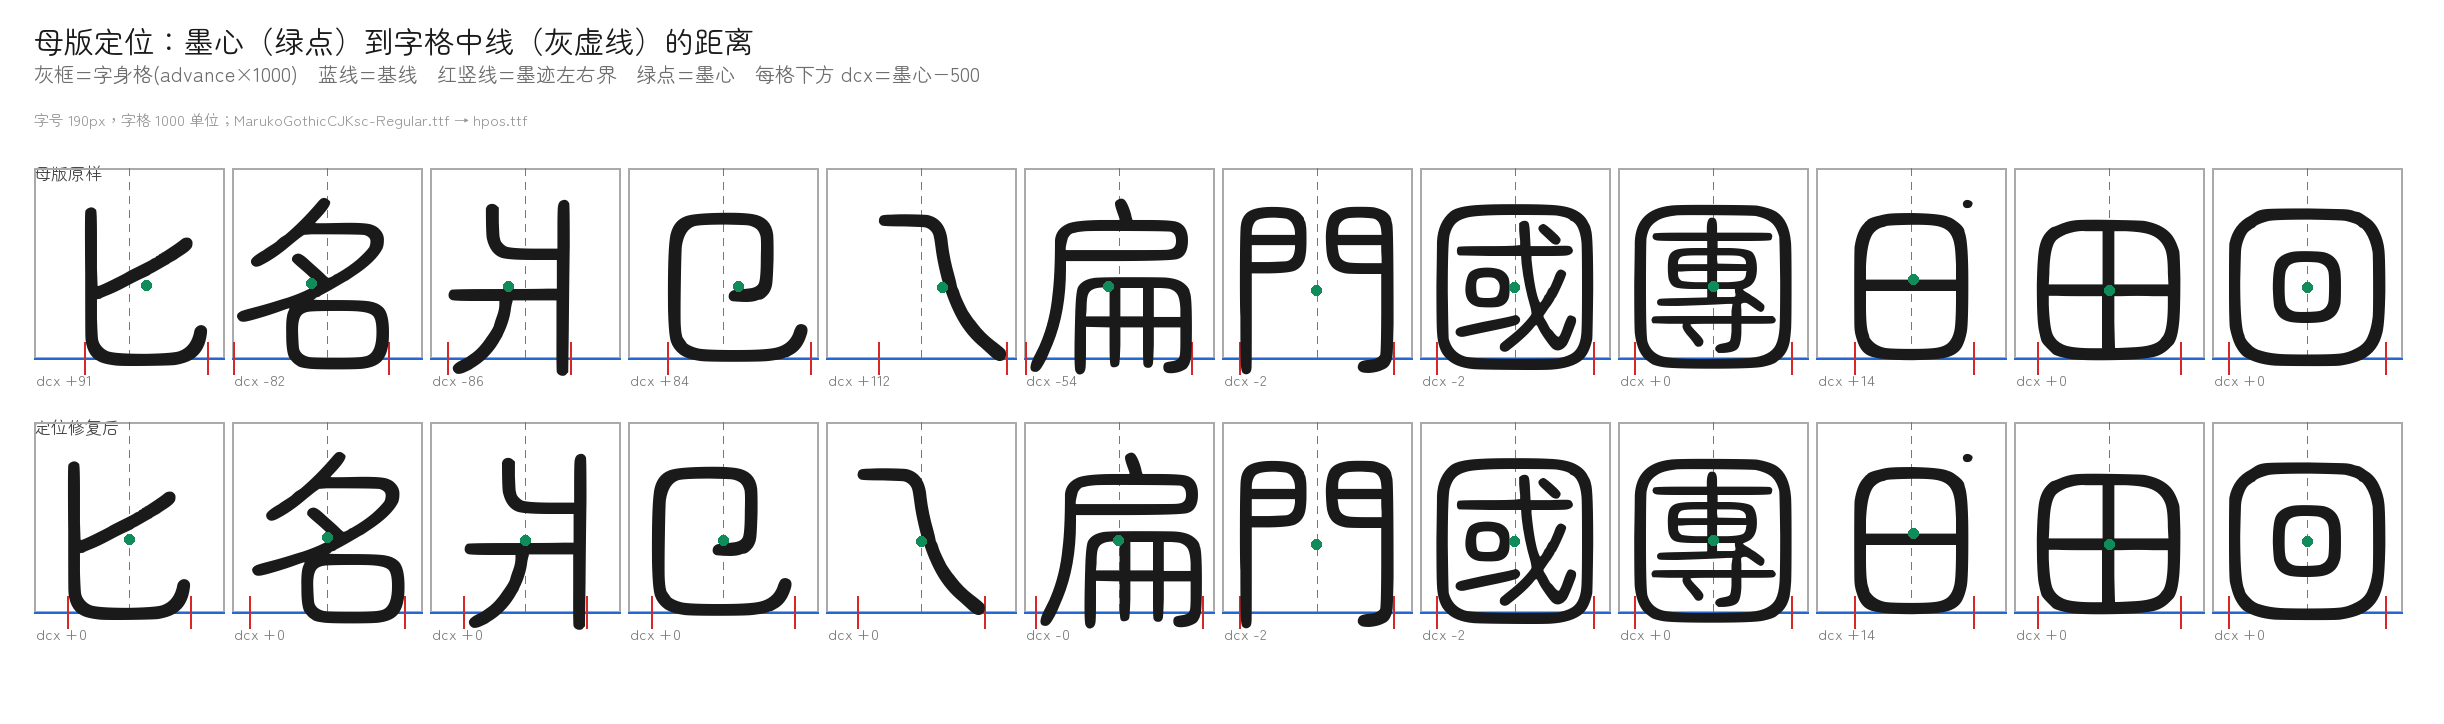 母版定位：墨心（绿点）到字格中线（灰虚线）的距离
灰框＝字身格(advance×1000)　蓝线＝基线　红竖线＝墨迹左右界　绿点＝墨心　每格下方 dcx＝墨心−500
字号 190px，字格 1000 单位；MarukoGothicCJKsc-Regular.ttf → hpos.ttf
母版原样
匕 名 爿 㔾 乀 扁 門 國 團 日 田 回
dcx +91 dcx -82 dcx -86 dcx +84 dcx +112 dcx -54 dcx -2 dcx -2 dcx +0 dcx +14 dcx +0 dcx +0
定位修复后
匕 名 爿 㔾 乀 扁 門 國 團 日 田 回
dcx +0 dcx +0 dcx +0 dcx +0 dcx +0 dcx -0 dcx -2 dcx -2 dcx +0 dcx +14 dcx +0 dcx +0